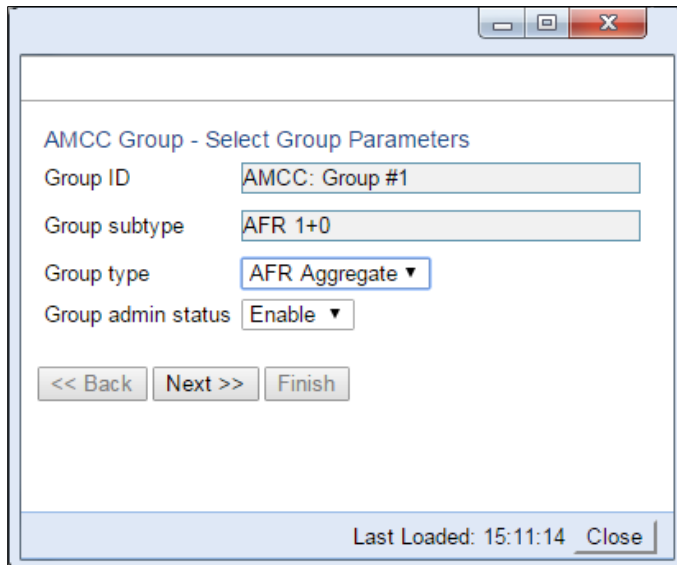 AMCC Group - Select Group Parameters
Group ID AMCC: Group #1
Group subtype AFR 1+0
Group type AFR Aggregate ▼
Group admin status Enable ▼
<< Back Next >> Finish
Last Loaded: 15:11:14 Close